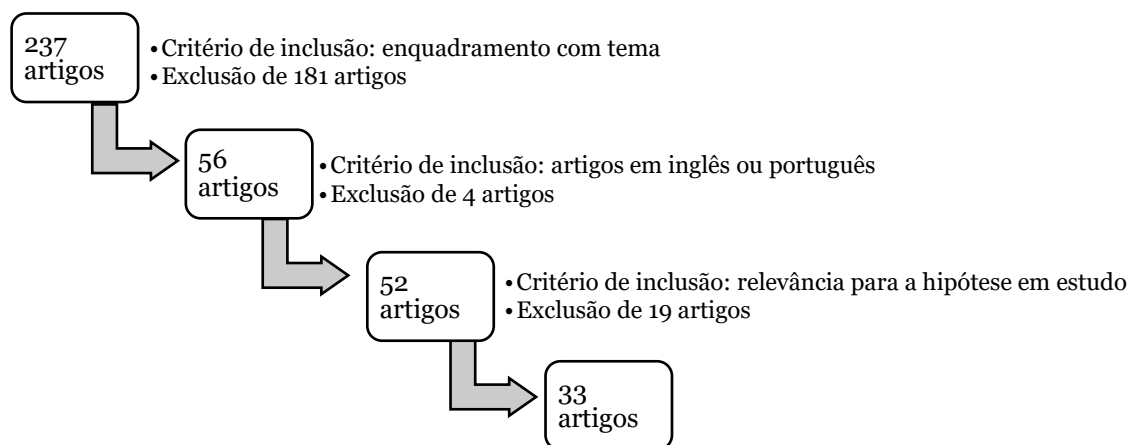 237
artigos
•Critério de inclusão: enquadramento com tema
•Exclusão de 181 artigos
56
artigos
•Critério de inclusão: artigos em inglês ou português
•Exclusão de 4 artigos
52
artigos
•Critério de inclusão: relevância para a hipótese em estudo
•Exclusão de 19 artigos
33
artigos